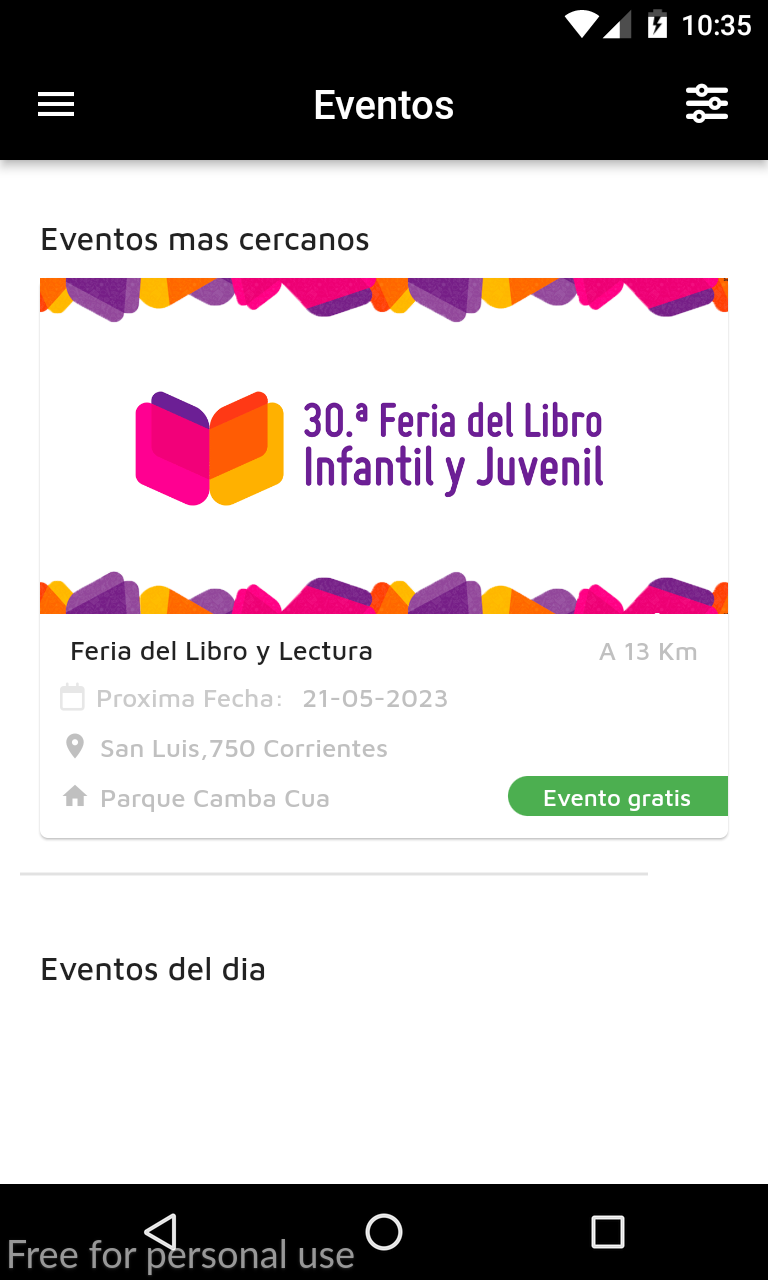 10:35
Eventos
Eventos mas cercanos
30.ª Feria del Libro
Infantil y Juvenil
Feria del Libro y Lectura
A 13 Km
Proxima Fecha: 21-05-2023
San Luis,750 Corrientes
Parque Camba Cua
Evento gratis
Eventos del dia
Free for personal use